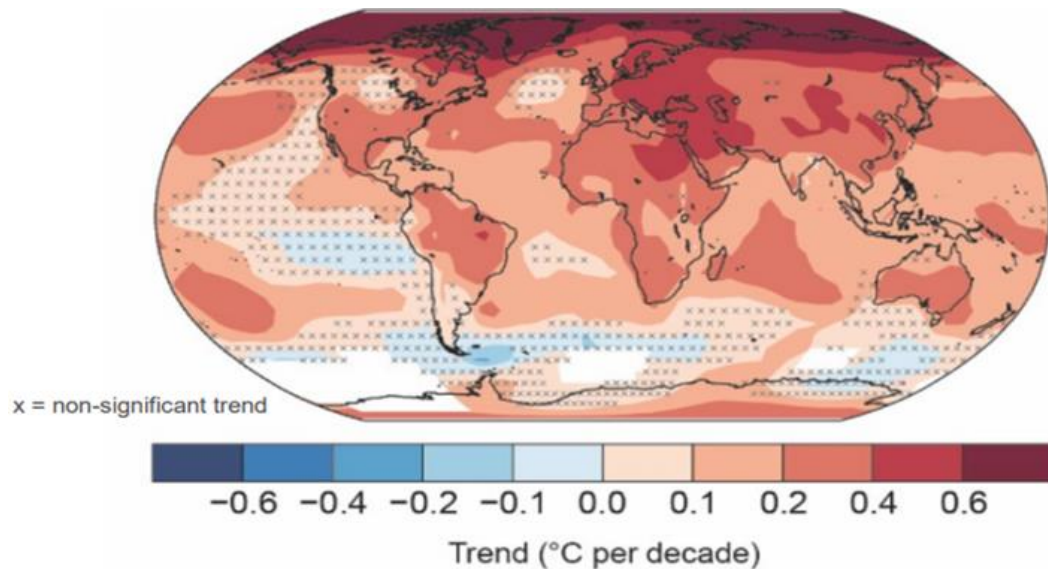 x = non-significant trend
−0.6 −0.4 −0.2 −0.1 0.0 0.1 0.2 0.4 0.6
Trend (°C per decade)